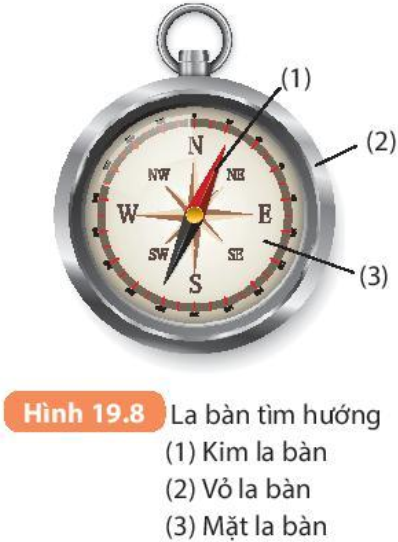 (1)
(2)
N
NW NE
W E
SW SE
(3)
S
Hình 19.8 La bàn tìm hướng
(1) Kim la bàn
(2) Vỏ la bàn
(3) Mặt la bàn